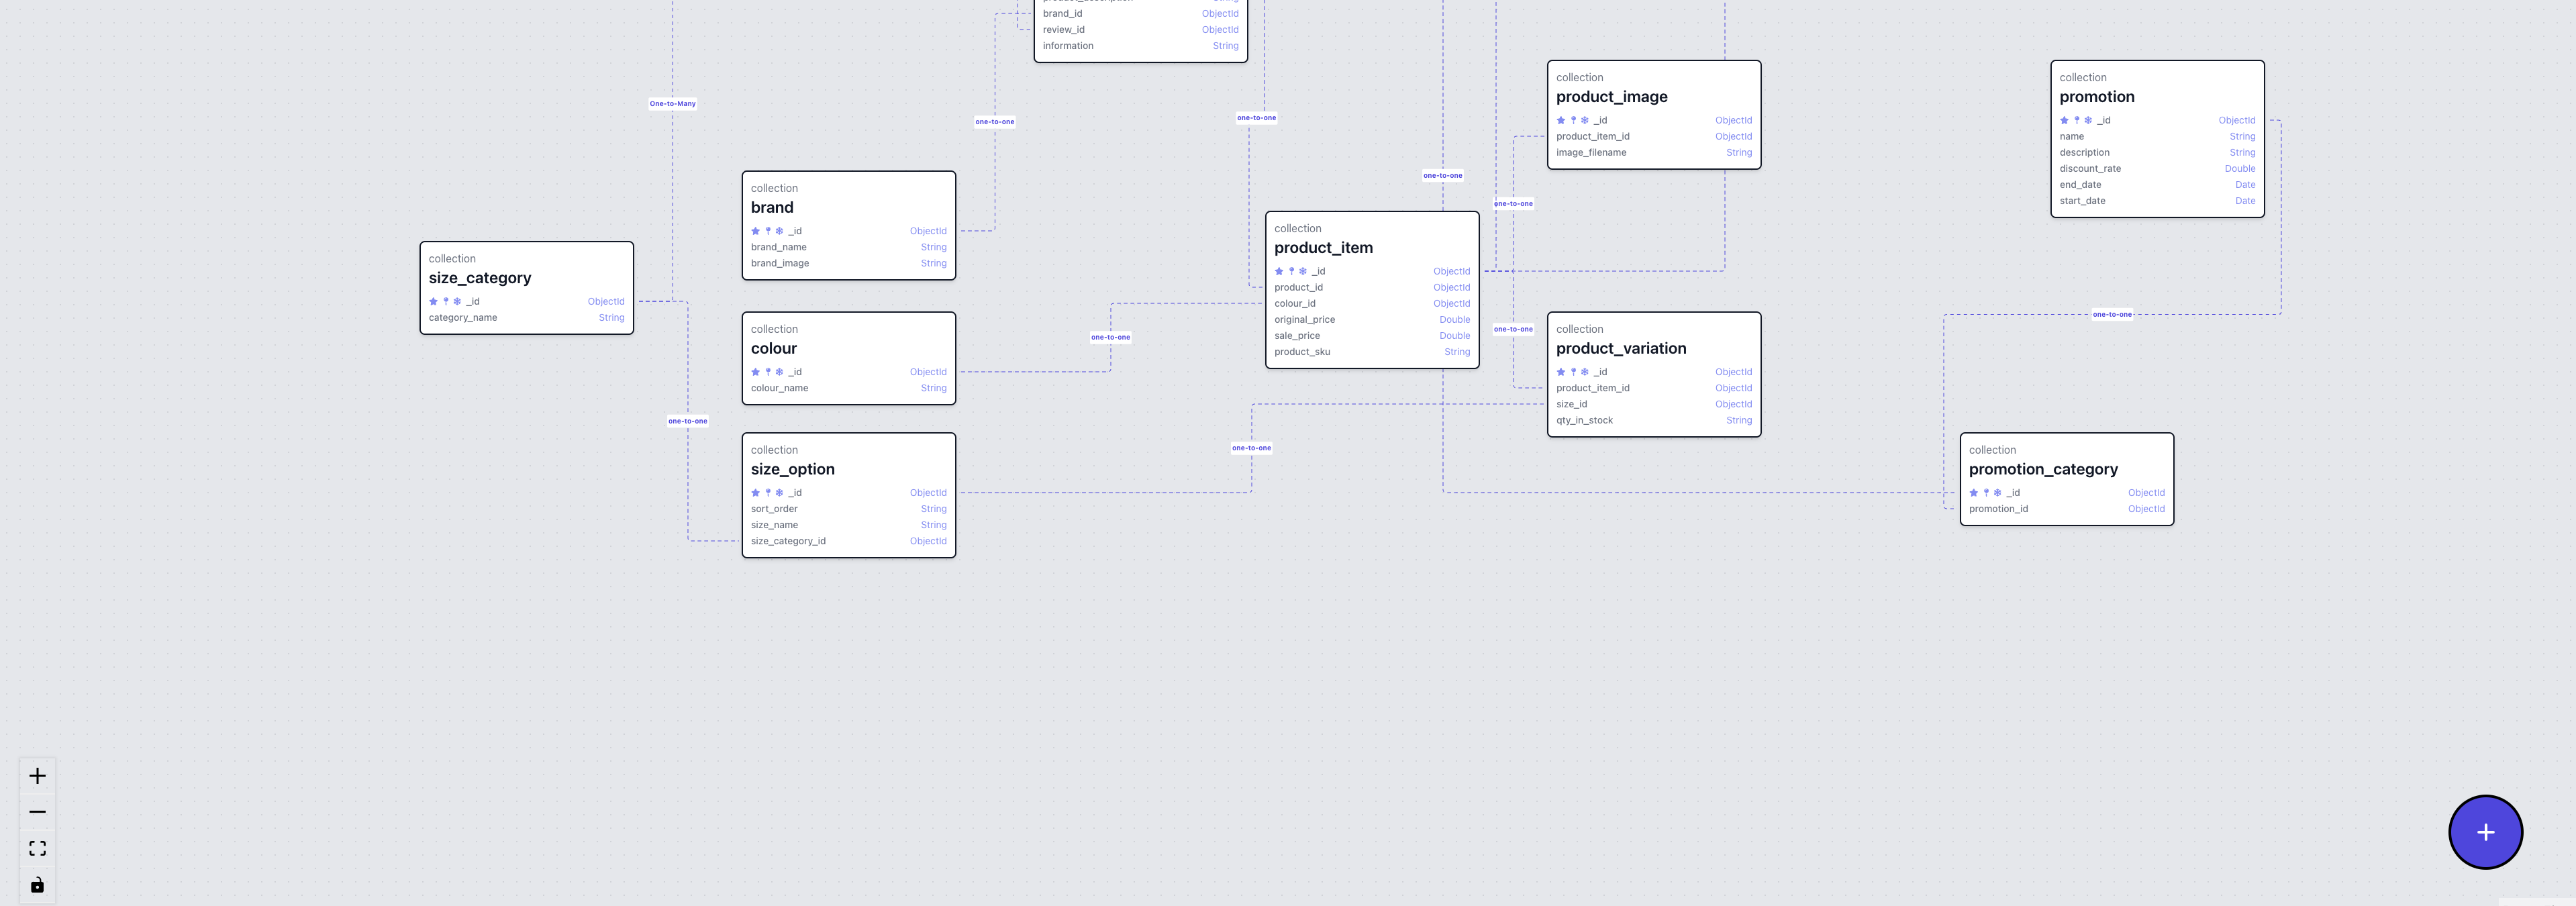 brand_id ObjectId
review_id ObjectId
information String
One-to-Many
one-to-one
one-to-one
one-to-one
one-to-one
collection
product_image
_id ObjectId
product_item_id ObjectId
image_filename String
collection
promotion
_id ObjectId
name String
description String
discount_rate Double
end_date Date
start_date Date
collection
brand
_id ObjectId
brand_name String
brand_image String
collection
product_item
_id ObjectId
product_id ObjectId
colour_id ObjectId
original_price Double
sale_price Double
product_sku String
collection
size_category
_id ObjectId
category_name String
collection
colour
_id ObjectId
colour_name String
one-to-one
one-to-one
collection
product_variation
_id ObjectId
product_item_id ObjectId
size_id ObjectId
qty_in_stock String
one-to-one
one-to-one
one-to-one
collection
size_option
_id ObjectId
sort_order String
size_name String
size_category_id ObjectId
collection
promotion_category
_id ObjectId
promotion_id ObjectId